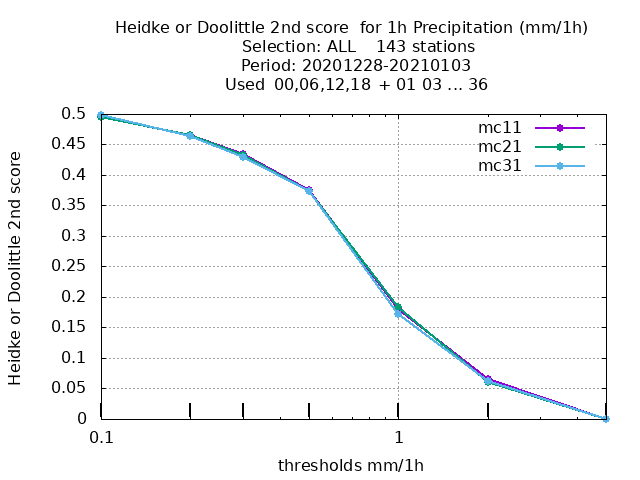 Heidke or Doolittle 2nd score  for 1h Precipitation (mm/1h)
Selection: ALL    143 stations
Period: 20201228-20210103
Used  00,06,12,18  + 01 03 ... 36
mc11
mc21
mc31
Heidke or Doolittle 2nd score
0.5
0.45
0.4
0.35
0.3
0.25
0.2
0.15
0.1
0.05
0
0.1
1
thresholds mm/1h